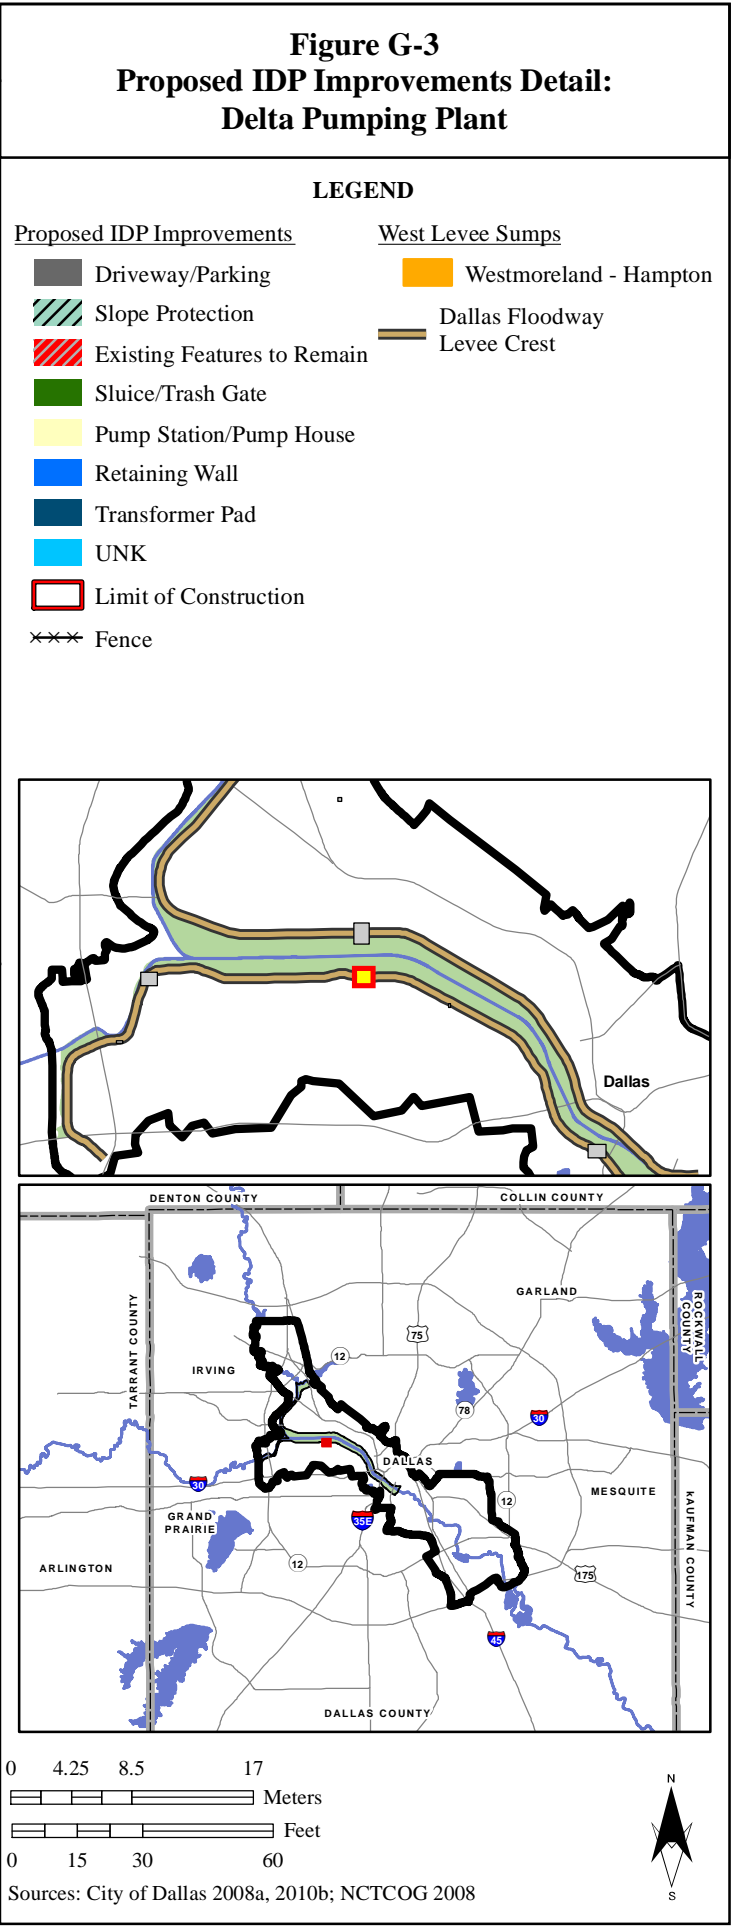 Figure G-3
Proposed IDP Improvements Detail:
Delta Pumping Plant
LEGEND
Proposed IDP Improvements
Driveway/Parking
Slope Protection
Existing Features to Remain
Sluice/Trash Gate
Pump Station/Pump House
Retaining Wall
Transformer Pad
UNK
Limit of Construction
Fence
West Levee Sumps
Westmoreland - Hampton
Dallas Floodway
Levee Crest
Dallas
DENTON COUNTY
COLLIN COUNTY
TARRANT COUNTY
ROCKWALL
COUNTY
GARLAND
75
12
IRVING
78
30
DALLAS
30
MESQUITE
12
GRAND
PRAIRIE
35E
KAUFMAN COUNTY
12
ARLINGTON
175
45
DALLAS COUNTY
0 4.25 8.5 17
Meters
Feet
0 15 30 60
N
S
Sources: City of Dallas 2008a, 2010b; NCTCOG 2008